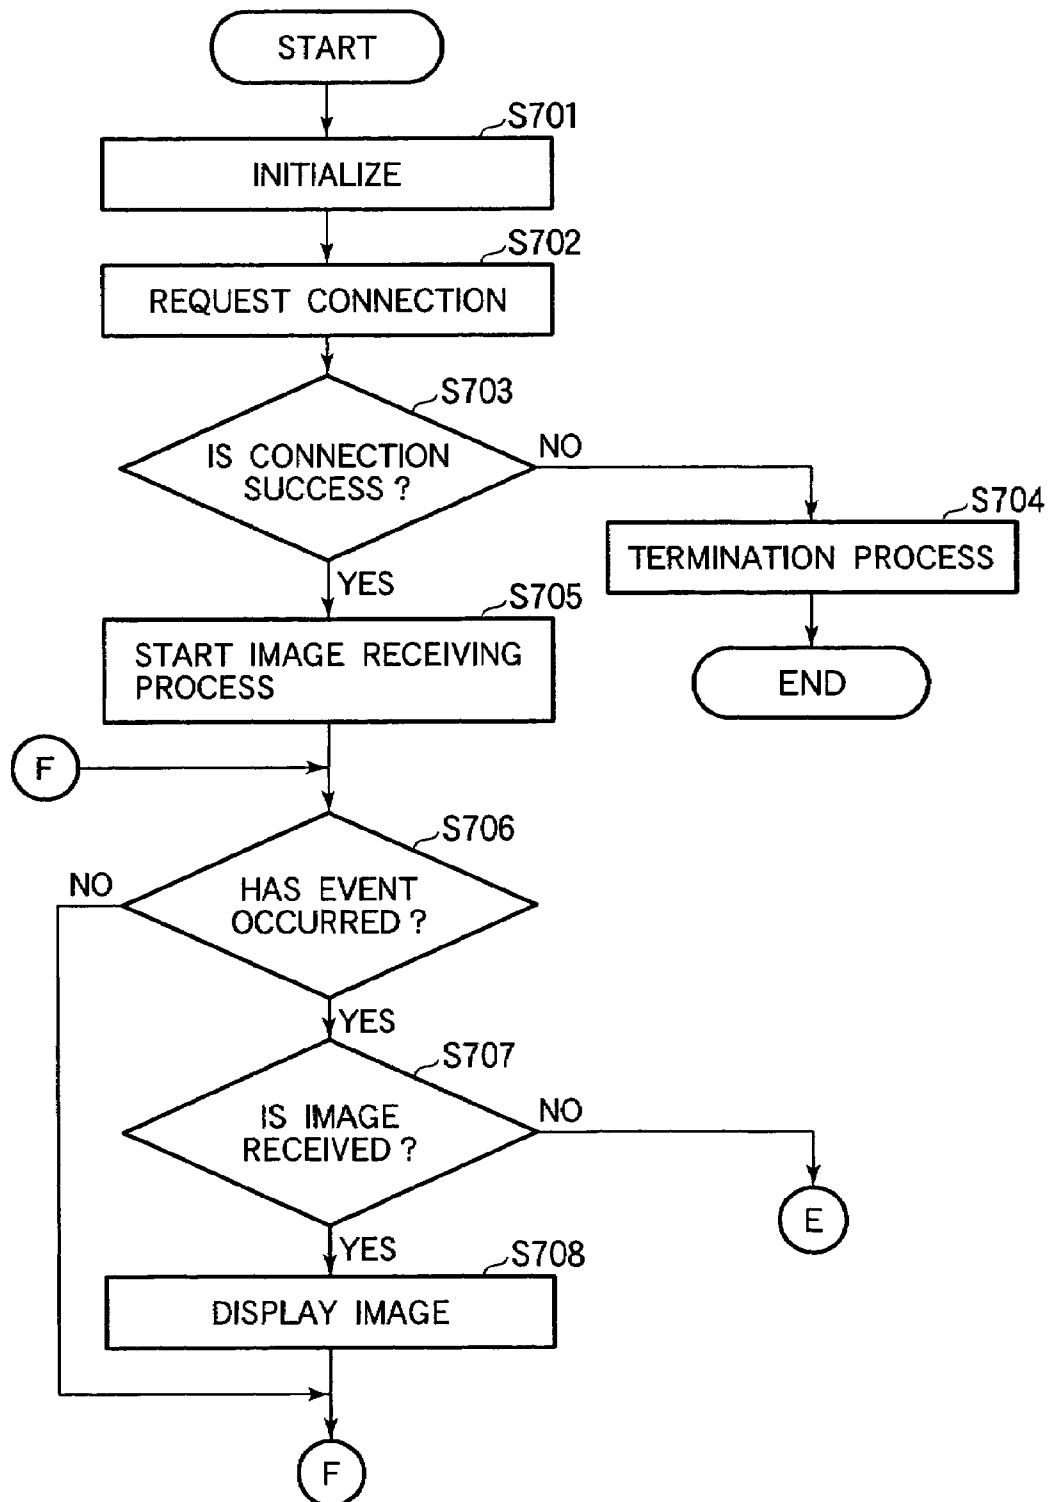 START
S701
INITIALIZE
S702
REQUEST CONNECTION
S703
IS CONNECTION
SUCCESS ?
NO
S704
TERMINATION PROCESS
END
YES
S705
START IMAGE RECEIVING
PROCESS
F
S706
HAS EVENT
OCCURRED ?
NO
YES
S707
IS IMAGE
RECEIVED ?
NO
E
YES
S708
DISPLAY IMAGE
F